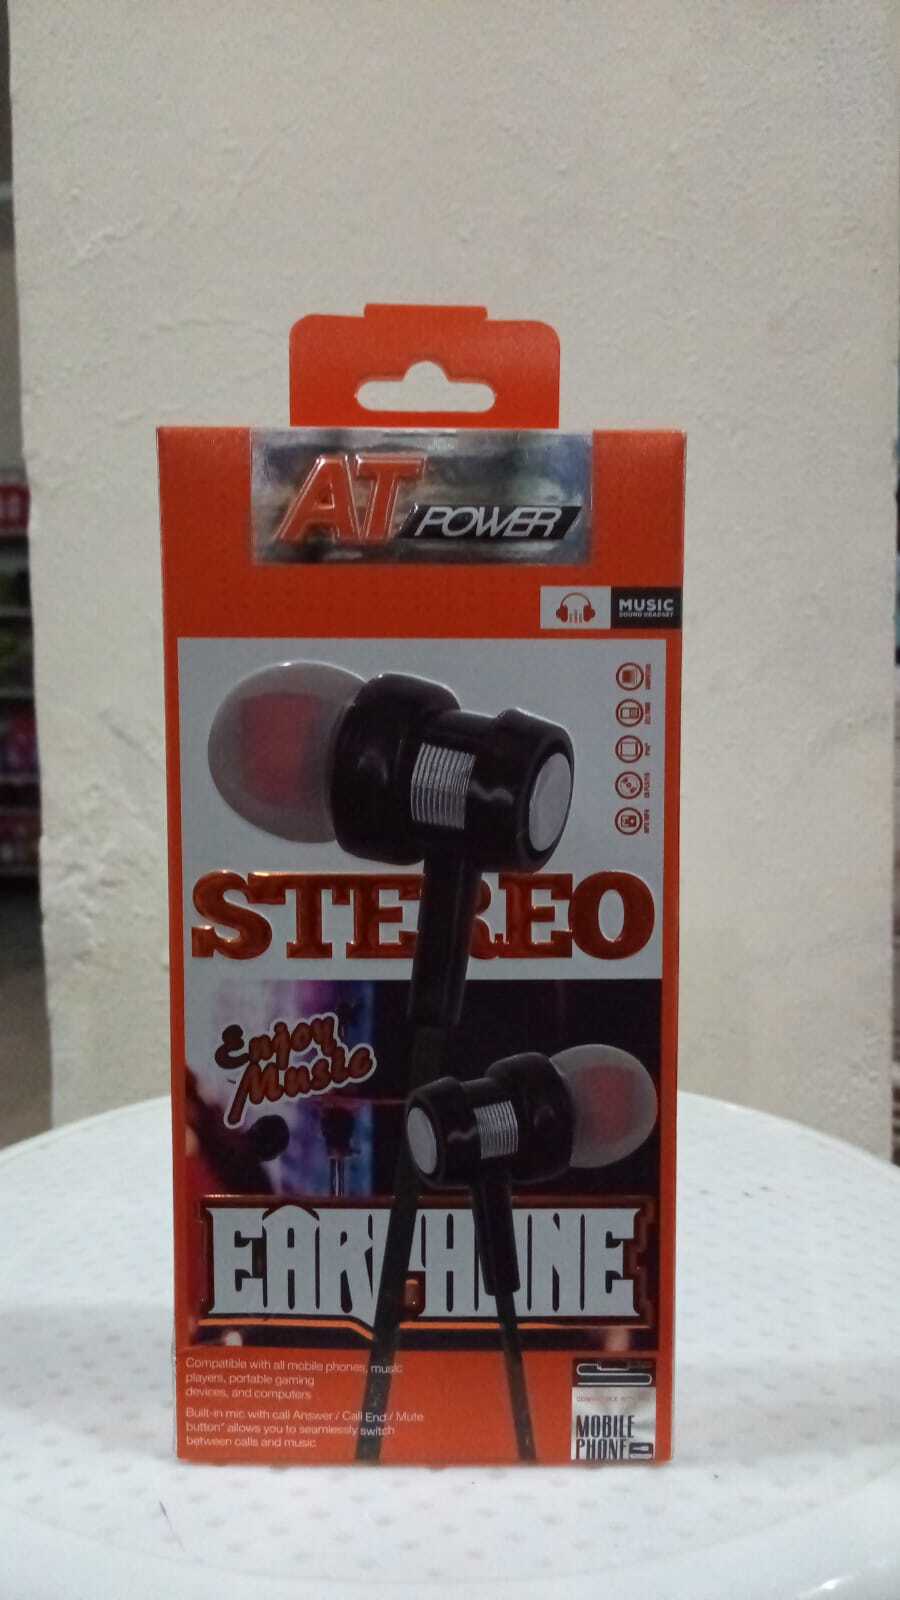 AT POWER
MUSIC
SOUND HEADSET
STEREO
Enjoy
Music
EARPHONE
Compatible with all mobile phones, music
players, portable gaming
devices, and computers
Built-in mic with call Answer / Call End / Mute
button* allows you to seamlessly switch
between calls and music
MOBILE
PHONE